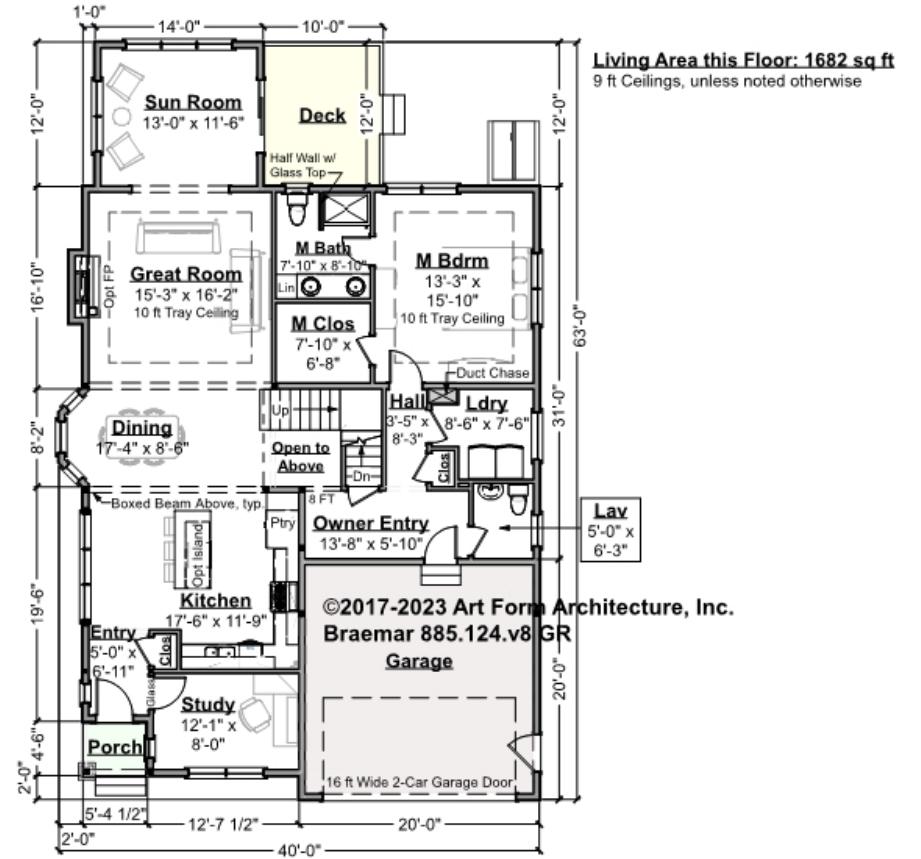 1'-0"
14'-0"
10'-0"
Living Area this Floor: 1682 sq ft
9 ft Ceilings, unless noted otherwise
12'-0"
Sun Room
13'-0" x 11'-6"
Deck
12'-0"
12'-0"
Half Wall w/
Glass Top
16'-10"
Opt FP
Great Room
15'-3" x 16'-2"
10 ft Tray Ceiling
M Bath
7'-10" x 8'-10"
Lin
M Bdrm
13'-3" x
15'-10"
10 ft Tray Ceiling
M Clos
7'-10" x
6'-8"
Duct Chase
63'-0"
31'-0"
8'-2"
Dining
17'-4" x 8'-6"
Up
Open to
Above
Dn
Hall
3'-5" x
8'-3"
Ldry
8'-6" x 7'-6"
Clos
Boxed Beam Above, typ.
8 FT
Ptry
Owner Entry
13'-8" x 5'-10"
Lav
5'-0" x
6'-3"
19'-6"
Opt Island
Kitchen
17'-6" x 11'-9"
©2017-2023 Art Form Architecture, Inc.
Braemar 885.124.v8 GR
Garage
Entry
5'-0" x
6'-11"
Clos
Glass
Study
12'-1" x
8'-0"
20'-0"
4'-6"
Porch
2'-0"
16 ft Wide 2-Car Garage Door
5'-4 1/2"
12'-7 1/2"
20'-0"
2'-0"
40'-0"